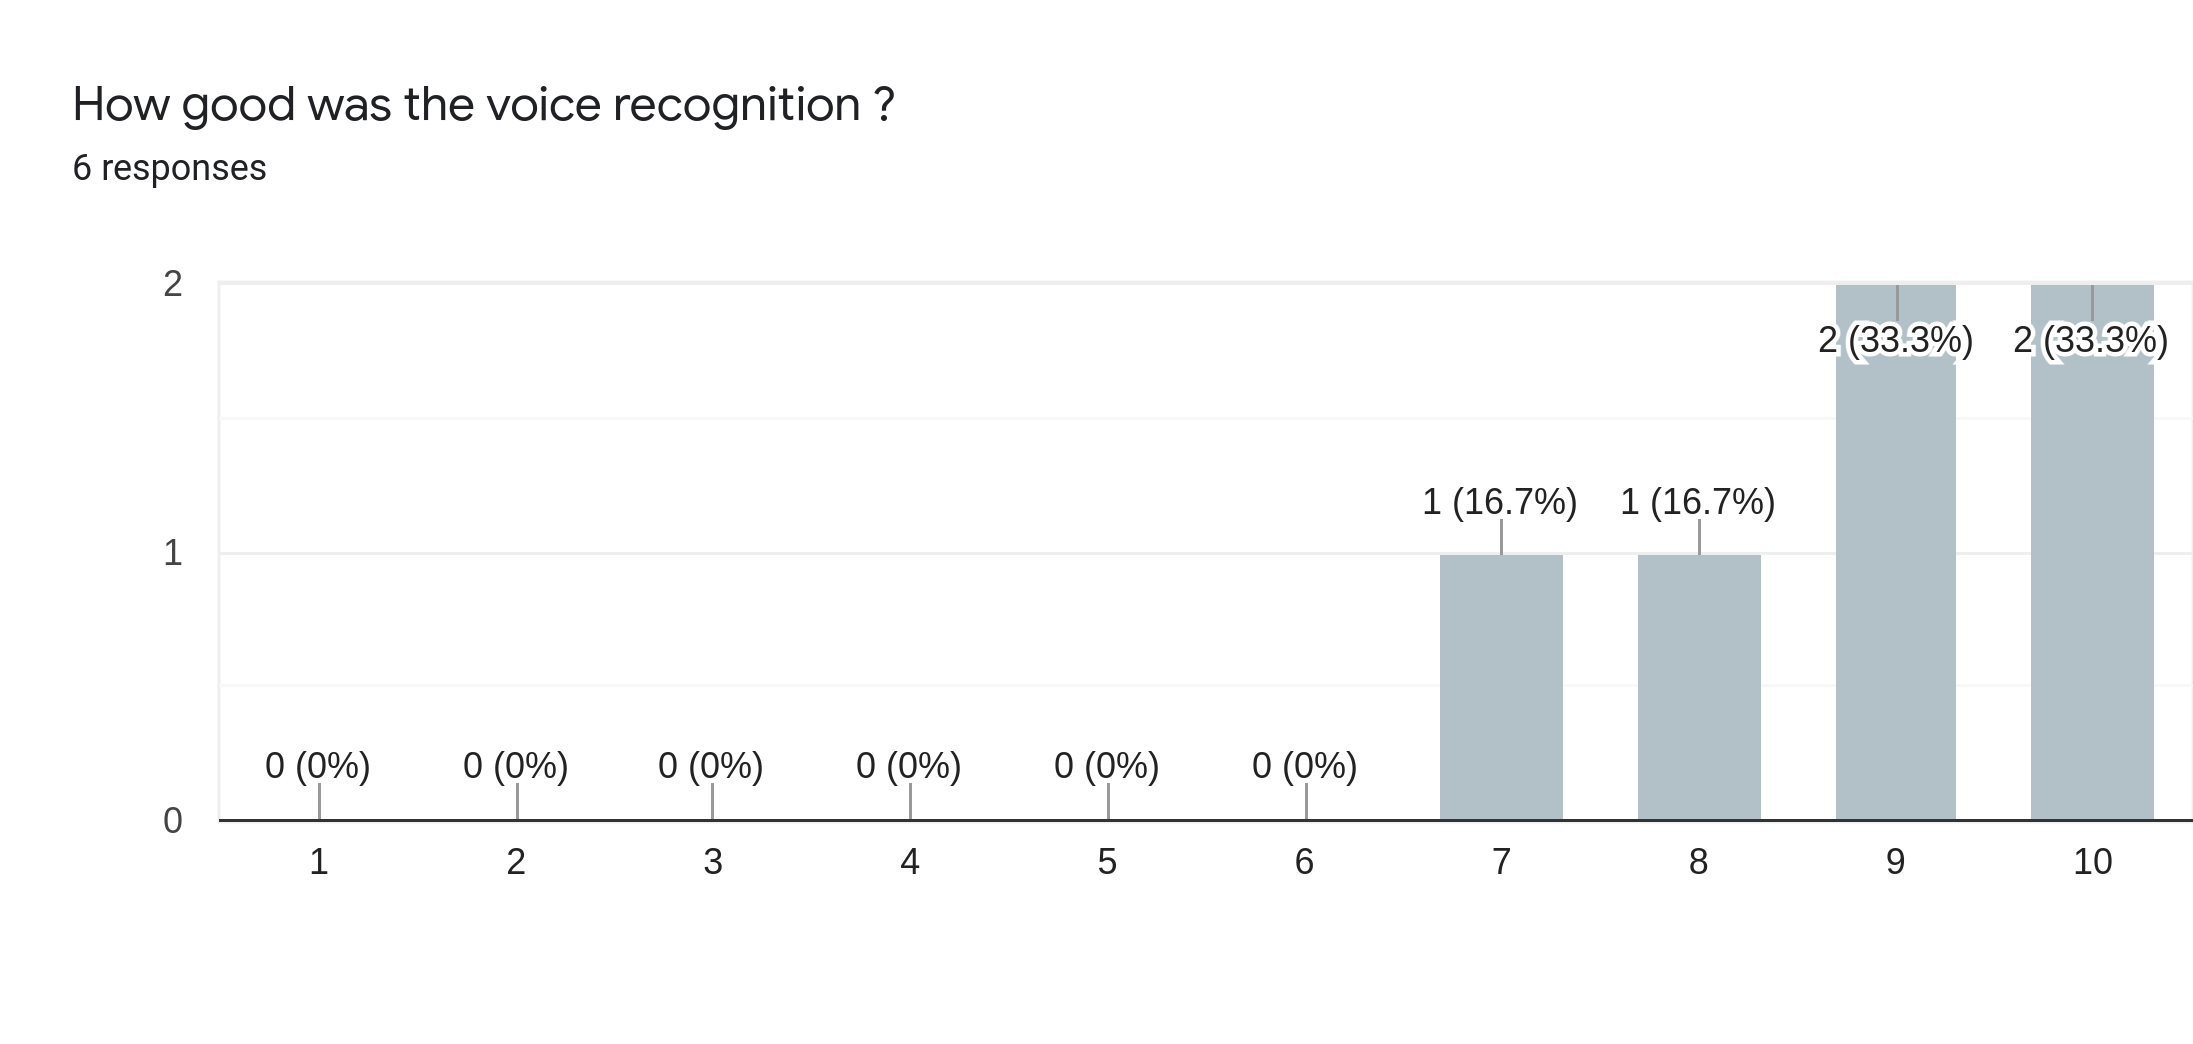 How good was the voice recognition ?
6 responses
2
2 (33.3%) 2 (33.3%)
1 (16.7%) 1 (16.7%)
1
0 (0%) 0 (0%) 0 (0%) 0 (0%) 0 (0%) 0 (0%)
0
1 2 3 4 5 6 7 8 9 10